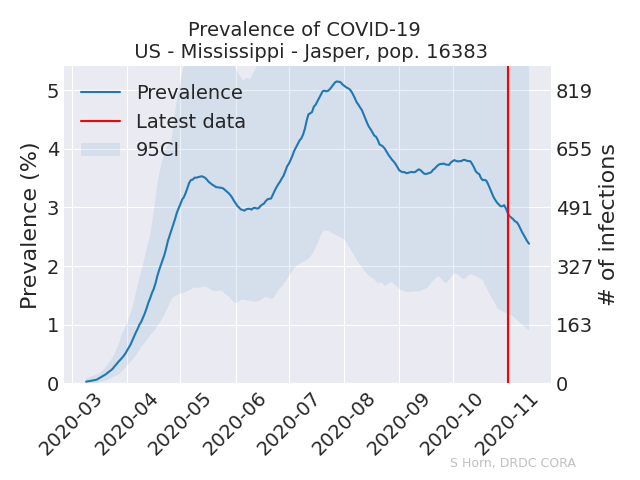 Prevalence of COVID-19
US - Mississippi - Jasper, pop. 16383
Prevalence
Latest data
95CI
Prevalence (%)
5
4
3
2
1
0
819
655
491
327
163
0
# of infections
2020-03
2020-04
2020-05
2020-06
2020-07
2020-08
2020-09
2020-10
2020-11
S Horn, DRDC CORA